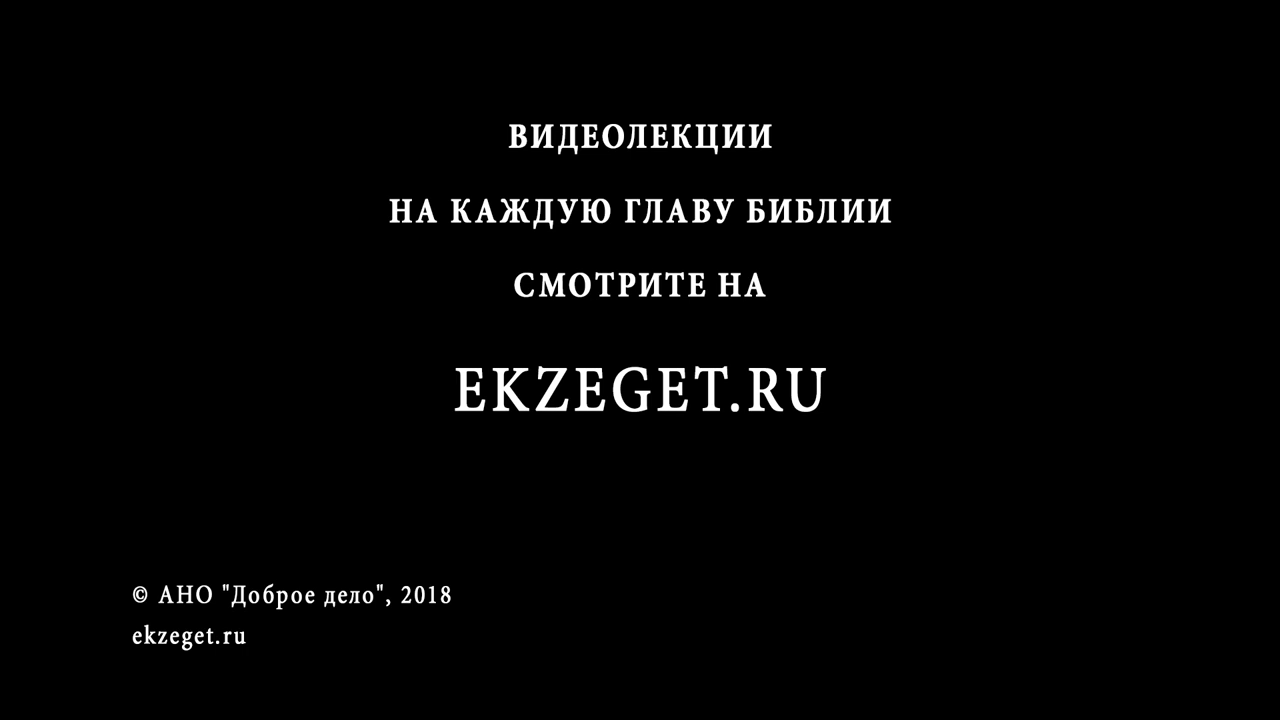 ВИДЕОЛЕКЦИИ
НА КАЖДУЮ ГЛАВУ БИБЛИИ
СМОТРИТЕ НА
EKZEGET.RU
© АНО "Доброе дело", 2018
ekzeget.ru